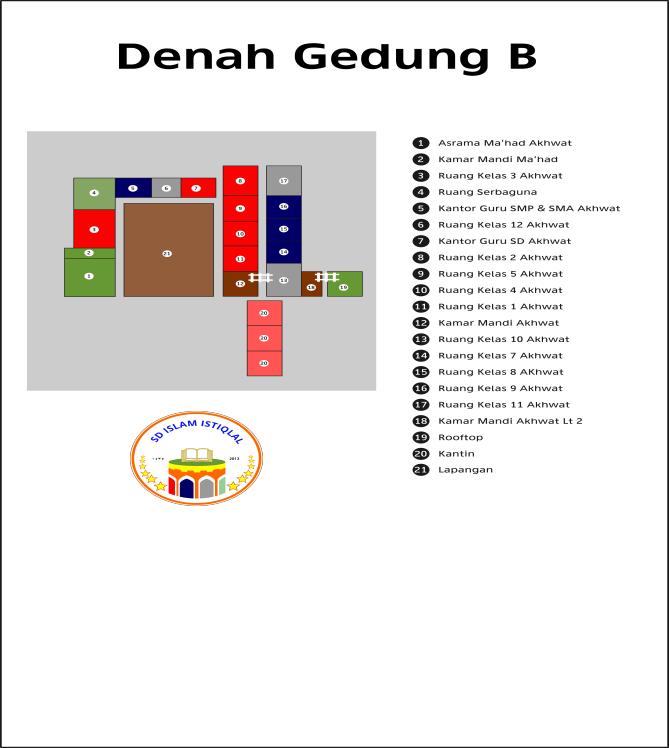 Denah Gedung B
4
5
6
7
3
2
1
21
8
9
10
11
12
17
16
15
14
13
18
19
20
20
20
1 Asrama Ma'had Akhwat
2 Kamar Mandi Ma'had
3 Ruang Kelas 3 Akhwat
4 Ruang Serbaguna
5 Kantor Guru SMP & SMA Akhwat
6 Ruang Kelas 12 Akhwat
7 Kantor Guru SD Akhwat
8 Ruang Kelas 2 Akhwat
9 Ruang Kelas 5 Akhwat
10 Ruang Kelas 4 Akhwat
11 Ruang Kelas 1 Akhwat
12 Kamar Mandi Akhwat
13 Ruang Kelas 10 Akhwat
14 Ruang Kelas 7 Akhwat
15 Ruang Kelas 8 AKhwat
16 Ruang Kelas 9 Akhwat
17 Ruang Kelas 11 Akhwat
18 Kamar Mandi Akhwat Lt 2
19 Rooftop
20 Kantin
21 Lapangan
SD ISLAM ISTIQLAL
2013